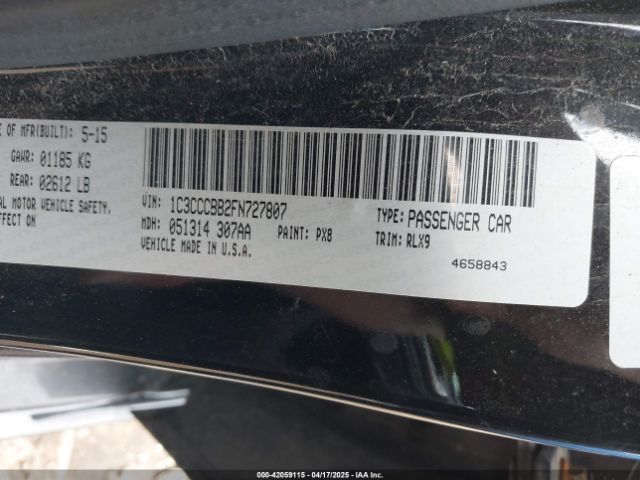 E OF MFR(BUILT): 5-15
GAWR: 01185 KG
REAR: 02612 LB
AL MOTOR VEHICLE SAFETY,
EFFECT ON
VIN: 1C3CCCBB2FN727807
MDH: 051314 307AA
PAINT: PX8
VEHICLE MADE IN U.S.A.
TYPE: PASSENGER CAR
TRIM: RLX9
4658843
000-42059115 - 04/17/2025 - IAA Inc.